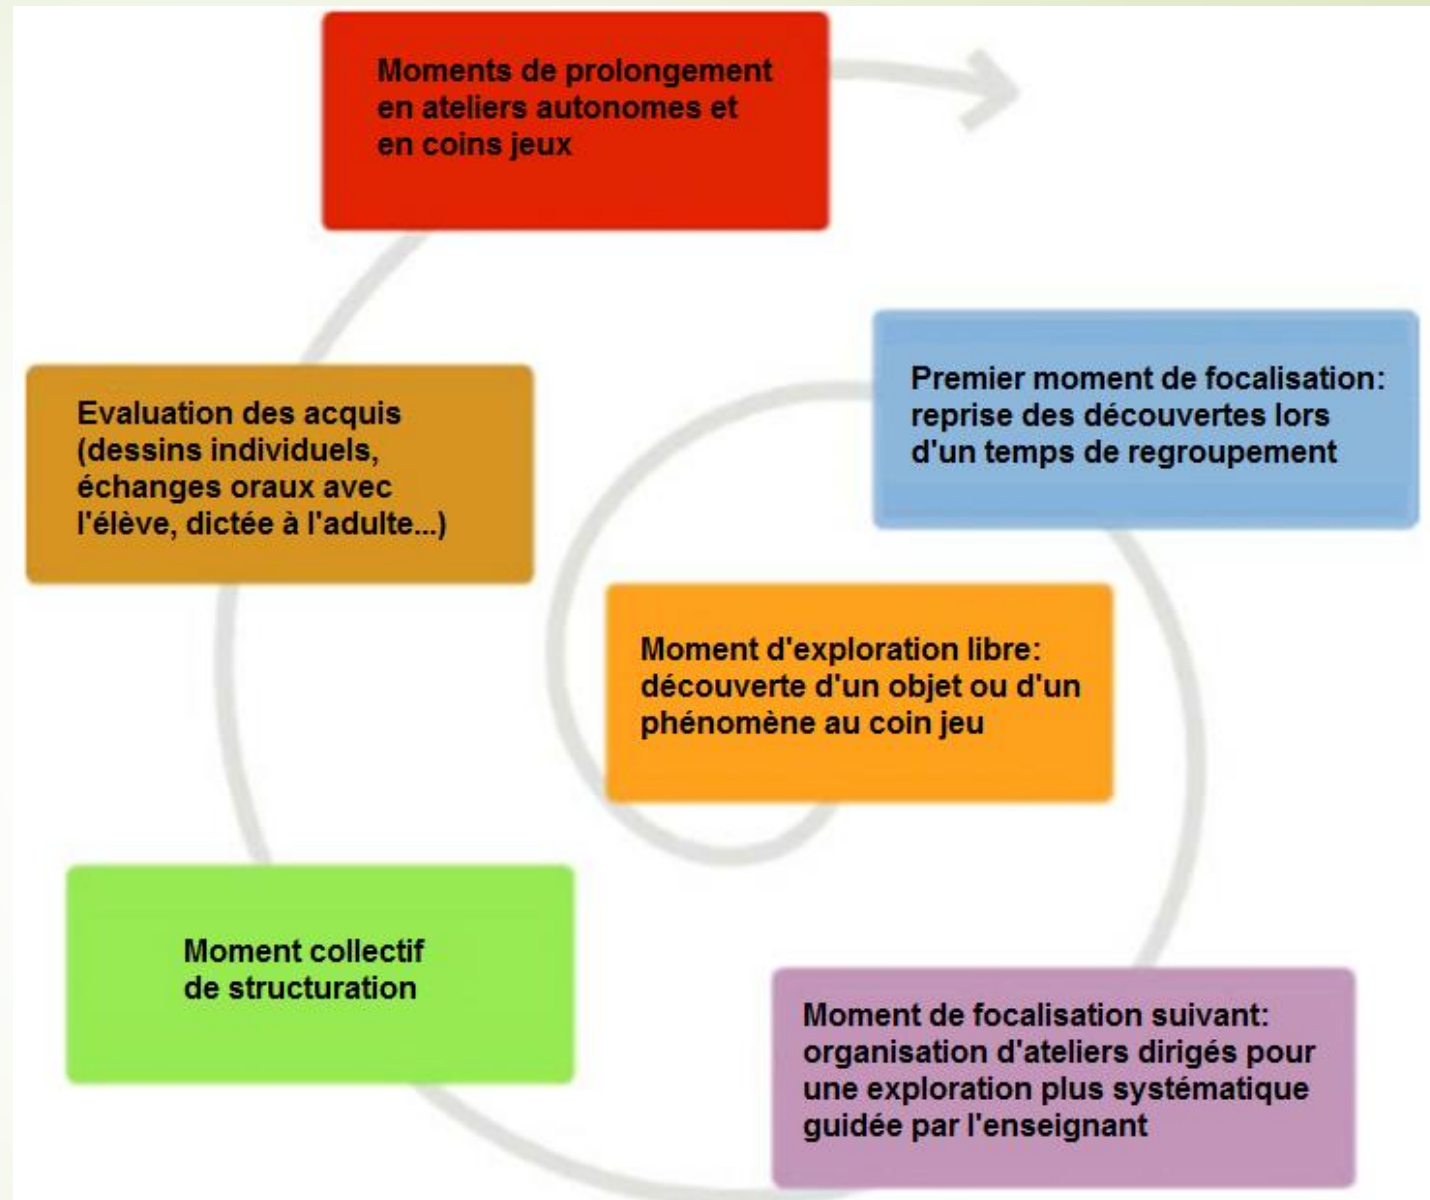 Moments de prolongement
en ateliers autonomes et
en coins jeux
Premier moment de focalisation:
reprise des découvertes lors
d'un temps de regroupement
Evaluation des acquis
(dessins individuels,
échanges oraux avec
l'élève, dictée à l'adulte...)
Moment d'exploration libre:
découverte d'un objet ou d'un
phénomène au coin jeu
Moment collectif
de structuration
Moment de focalisation suivant:
organisation d'ateliers dirigés pour
une exploration plus systématique
guidée par l'enseignant